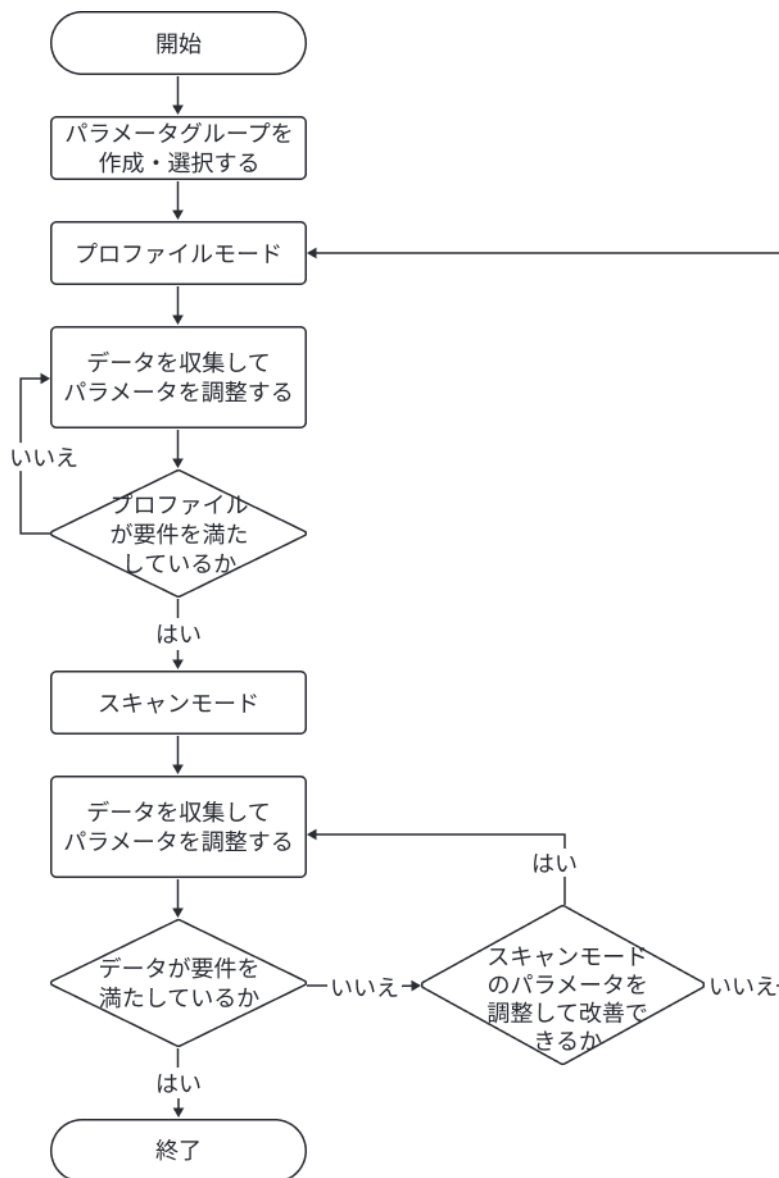 開始
パラメータグループを
作成・選択する
プロファイルモード
データを収集して
パラメータを調整する
いいえ
プロファイル
が要件を満た
しているか
はい
スキャンモード
データを収集して
パラメータを調整する
はい
データが要件を
満たしているか
いいえ
スキャンモード
のパラメータを
調整して改善で
きるか
いいえ
はい
終了